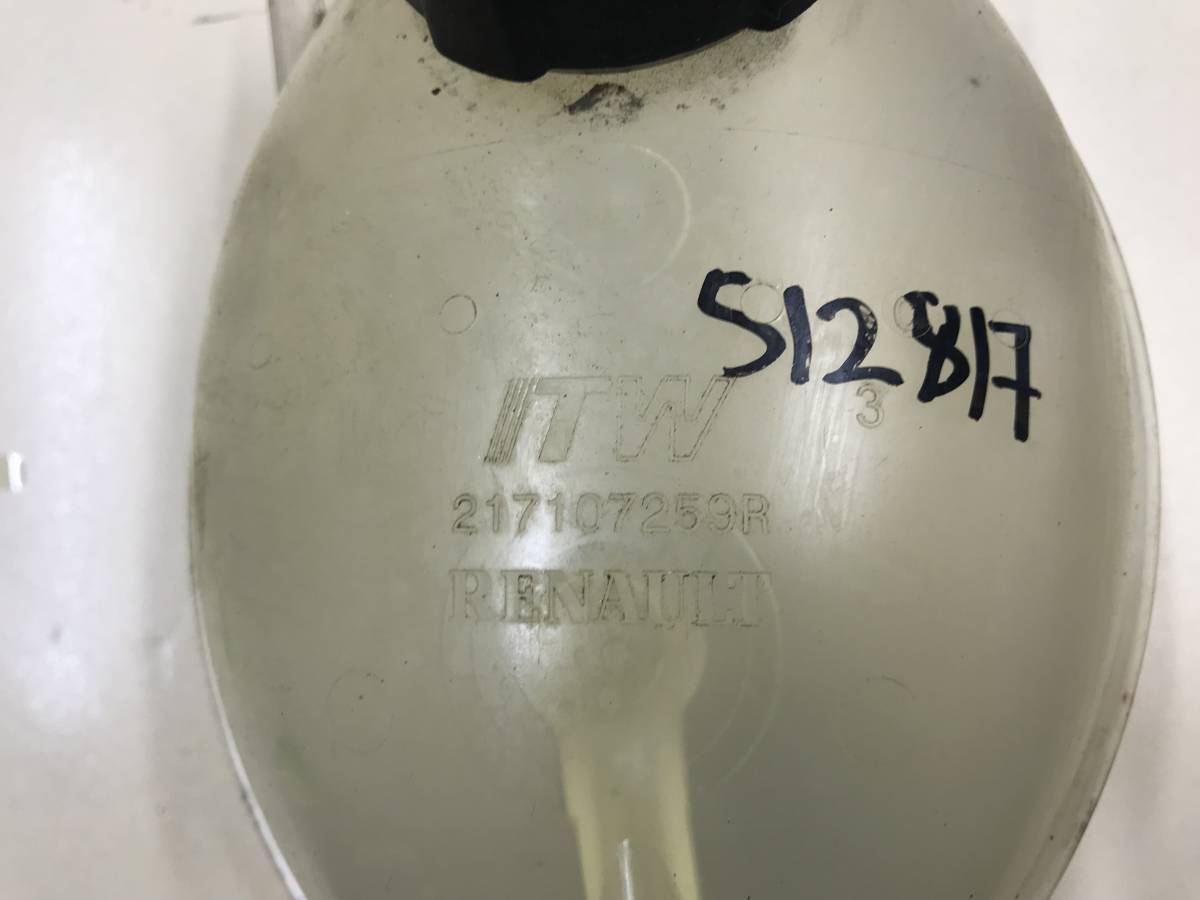 512817
ITW
3
217107259R
RENAULT